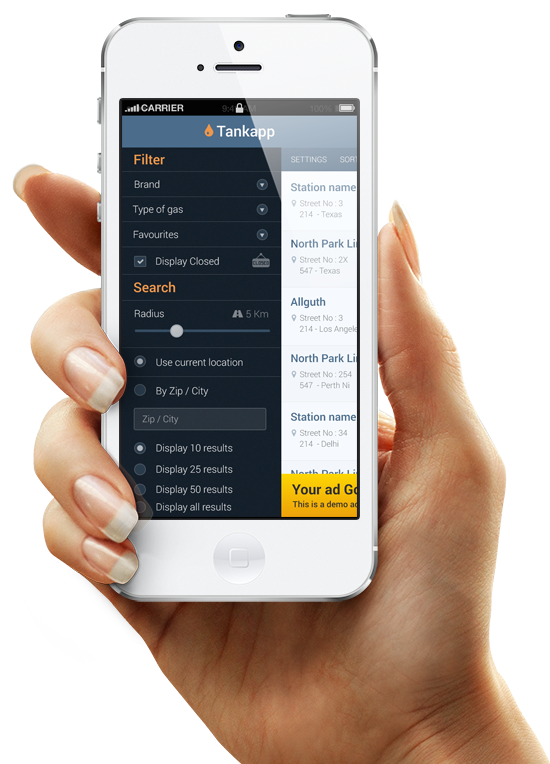 CARRIER 100%
Tankapp
Filter
Brand
Type of gas
Favourites
Display Closed
Search
Radius 5 Km
Use current location
By Zip / City
Zip / City
Display 10 results
Display 25 results
Display 50 results
Display all results
SETTINGS SORT
Station name
Street No : 3
214 - Texas
North Park Li
Street No : 2X
547 - Texas
Allguth
Street No : 3
214 - Los Angele
North Park Li
Street No : 254
547 - Perth Ni
Station name
Street No : 34
214 - Delhi
North Park Li
Your ad Go
This is a demo ad